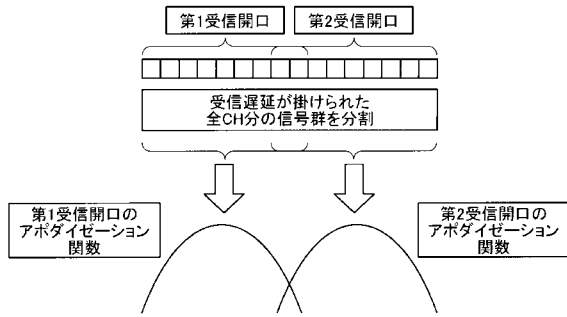 第1受信開口
第2受信開口
受信遅延が掛けられた
全CH分の信号群を分割
第1受信開口の
アポダイゼーション
関数
第2受信開口の
アポダイゼーション
関数